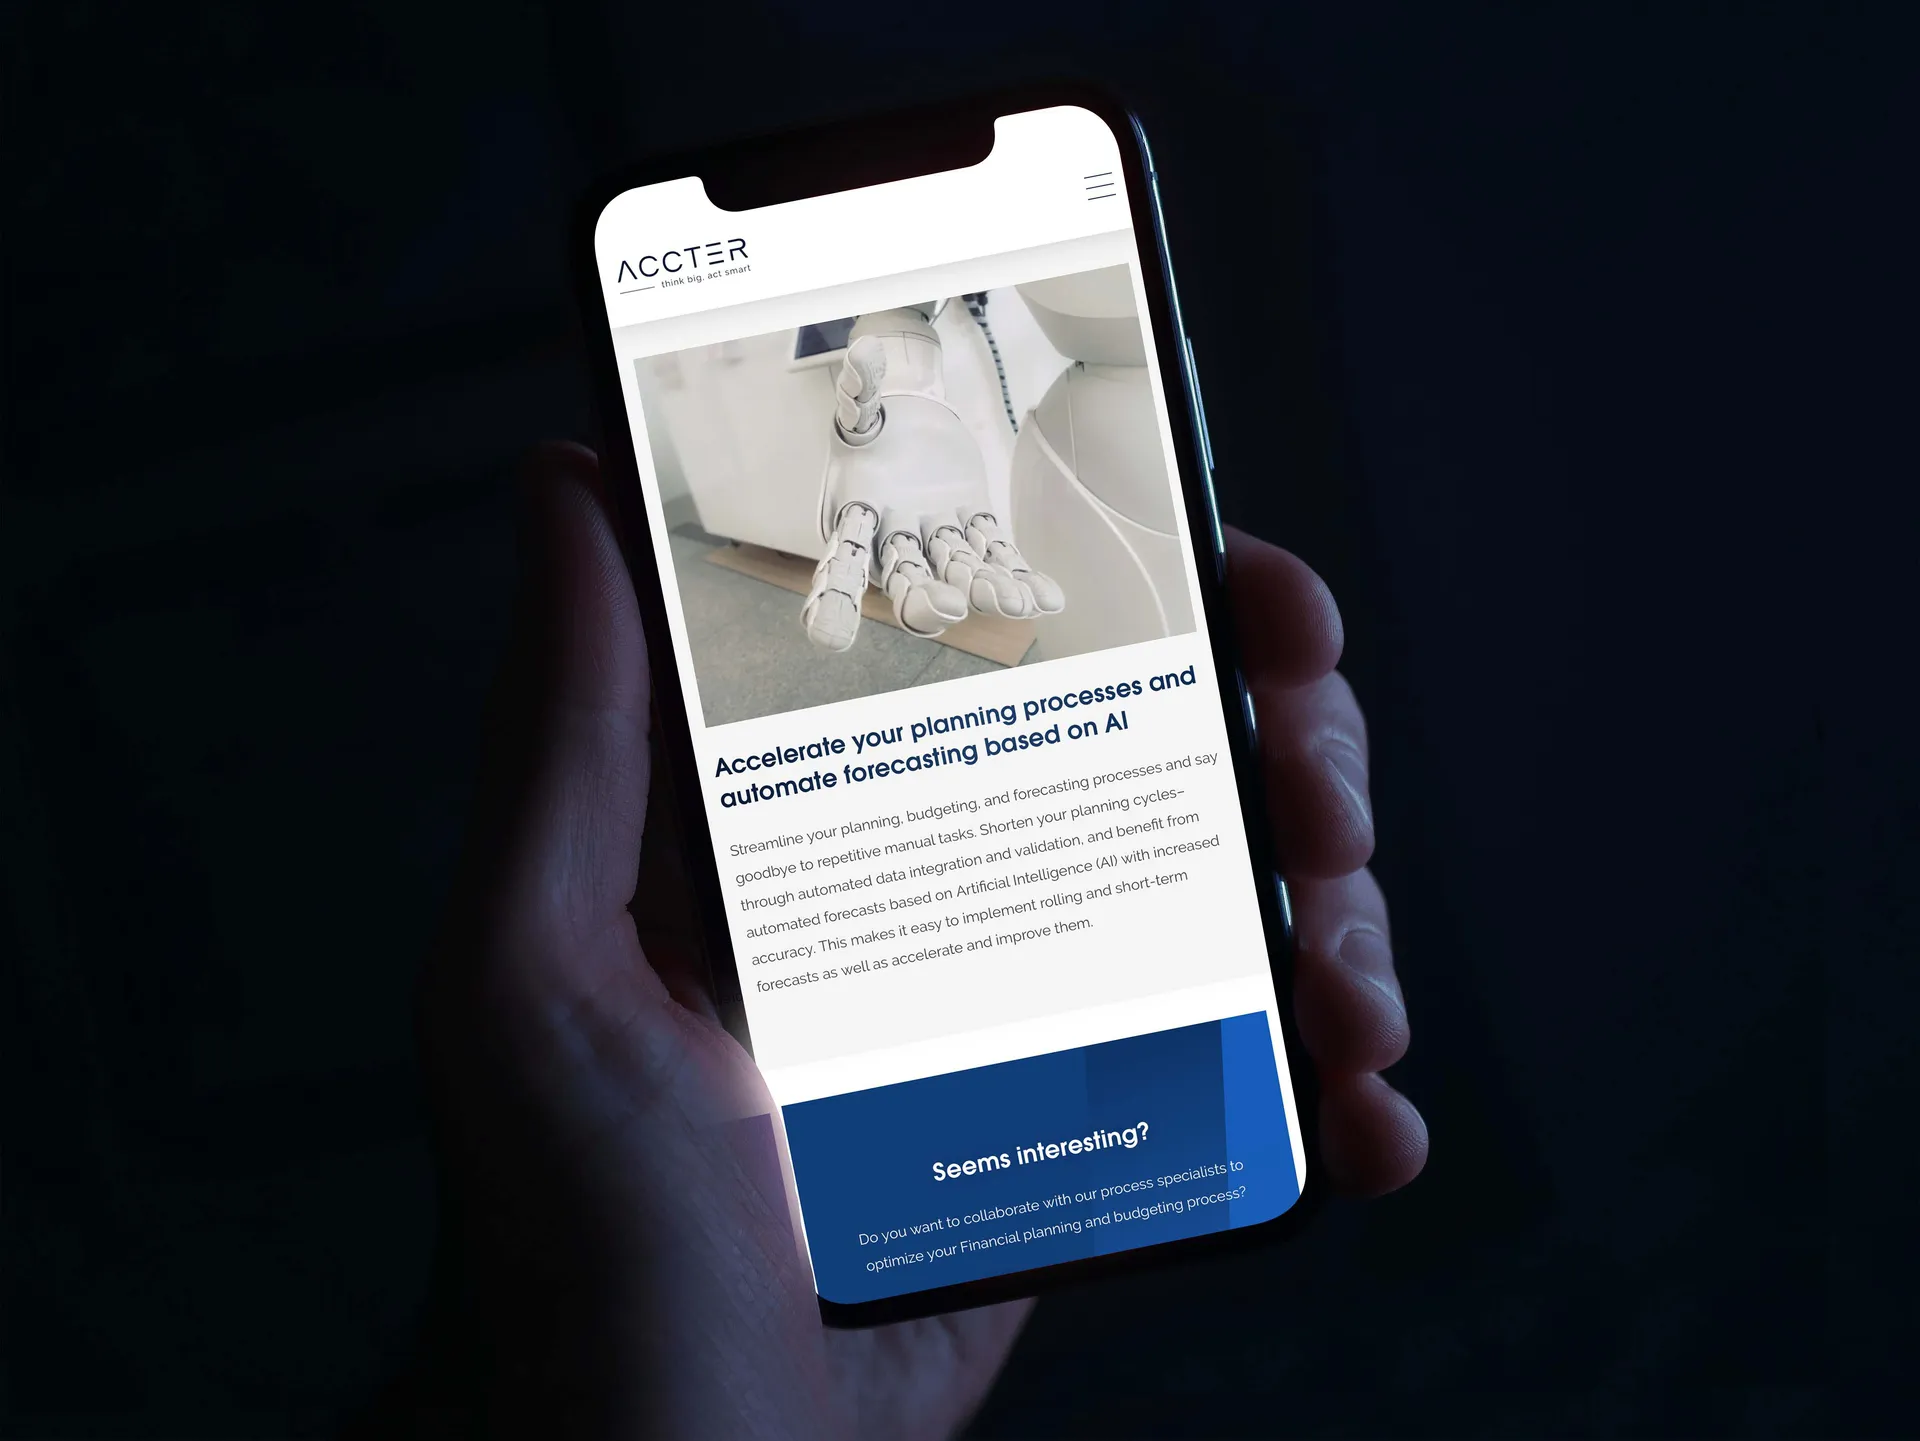 ACCTER
think big, act smart
Accelerate your planning processes and
automate forecasting based on AI
Streamline your planning, budgeting, and forecasting processes and say
goodbye to repetitive manual tasks. Shorten your planning cycles–
through automated data integration and validation, and benefit from
automated forecasts based on Artificial Intelligence (AI) with increased
accuracy. This makes it easy to implement rolling and short-term
forecasts as well as accelerate and improve them.
Seems interesting?
Do you want to collaborate with our process specialists to
optimize your Financial planning and budgeting process?